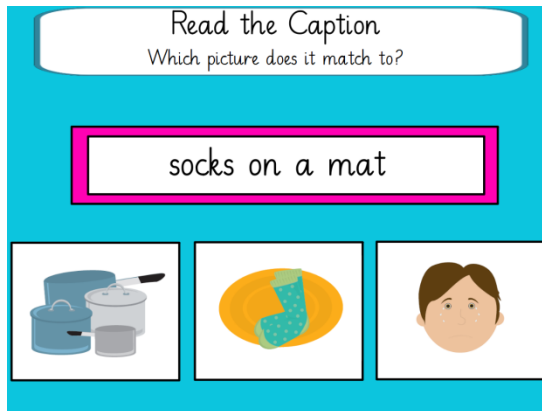 Read the Caption
Which picture does it match to?
socks on a mat